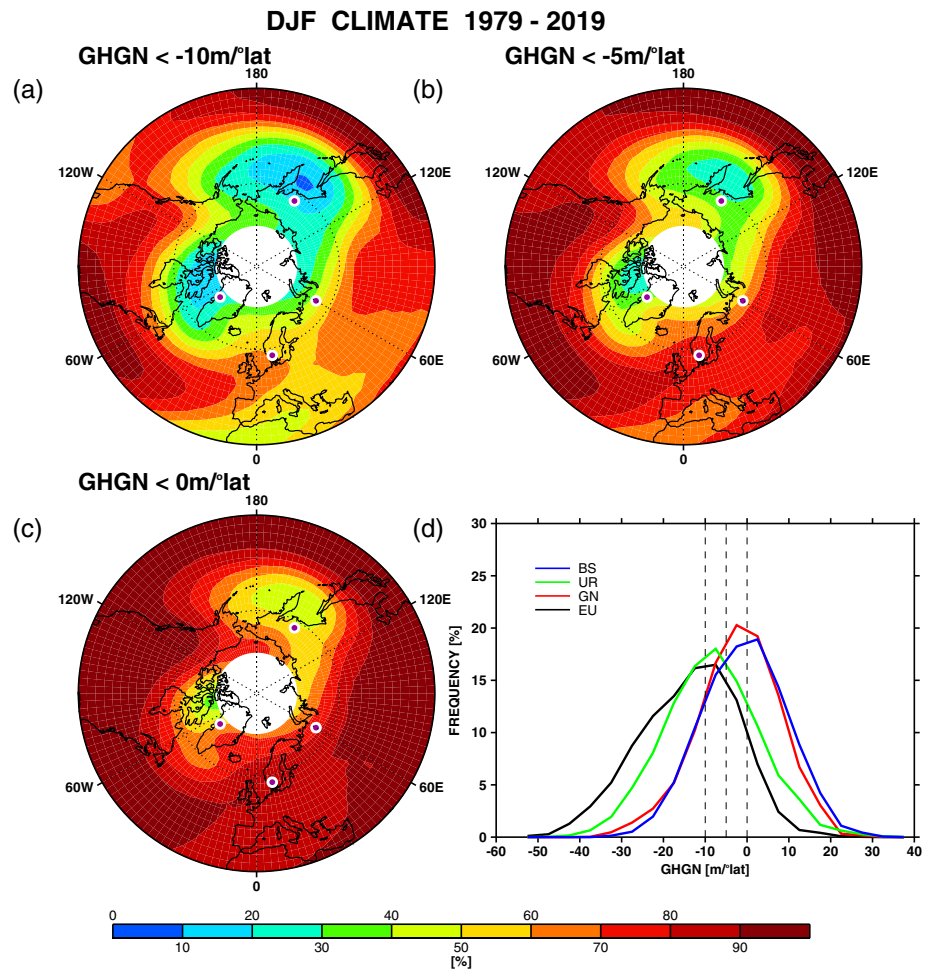 DJF CLIMATE 1979 - 2019
GHGN < -10m/°lat
GHGN < -5m/°lat
(a)
180
120W
120E
60W
60E
0
(b)
180
120W
120E
60W
60E
0
GHGN < 0m/°lat
(c)
180
120W
120E
60W
60E
0
(d)
30
25
20
15
10
5
0
FREQUENCY [%]
BS
UR
GN
EU
-60 -50 -40 -30 -20 -10 0 10 20 30 40
GHGN [m/°lat]
0 20 40 60 80
10 30 50 70 90
[%]